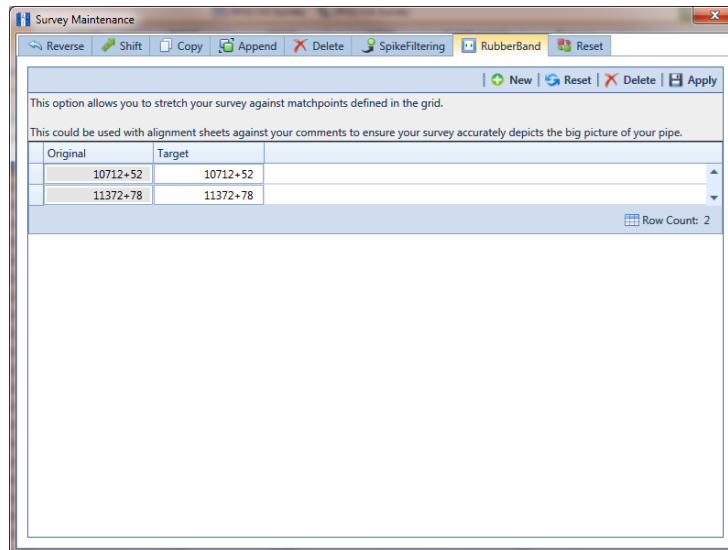 Survey Maintenance
Reverse Shift Copy Append Delete SpikeFiltering RubberBand Reset
New | Reset | Delete | Apply
This option allows you to stretch your survey against matchpoints defined in the grid.
This could be used with alignment sheets against your comments to ensure your survey accurately depicts the big picture of your pipe.
Original Target
10712+52 10712+52
11372+78 11372+78
Row Count: 2